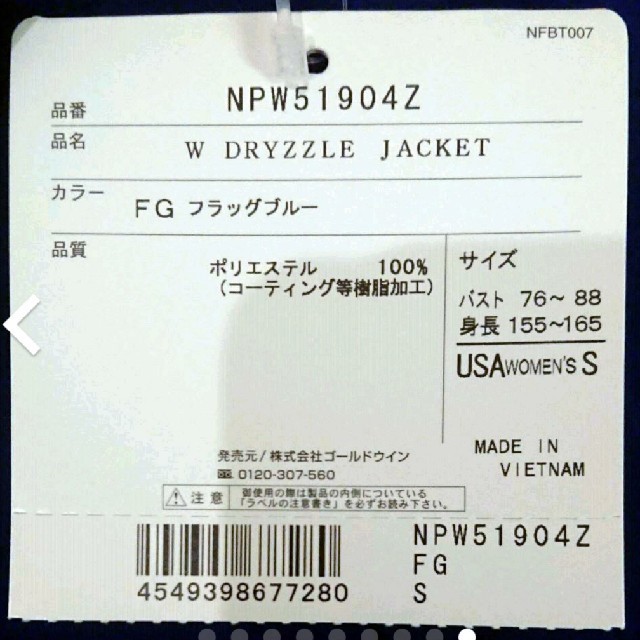 NFBT007
品番 NPW51904Z
品名 W DRYZZLE JACKET
カラー FG フラッグブルー
品質
ポリエステル 100%
(コーティング等樹脂加工)
サイズ
バスト 76~ 88
身長 155~165
USAWOMEN'S S
発売元/株式会社ゴールドウイン
0120-307-560
MADE IN
VIETNAM
注意
御使用の際は製品の内側についている
「ラベルの注意書き」を必ずお読み下さい。
4549398677280
NPW51904Z
FG
S